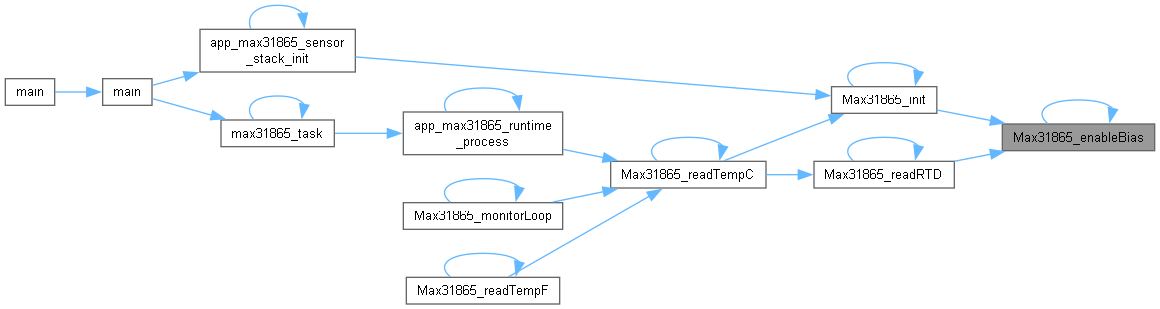 main
main
app_max31865_sensor
_stack_init
max31865_task
app_max31865_runtime
_process
Max31865_monitorLoop
Max31865_readTempF
Max31865_readTempC
Max31865_init
Max31865_readRTD
Max31865_enableBias